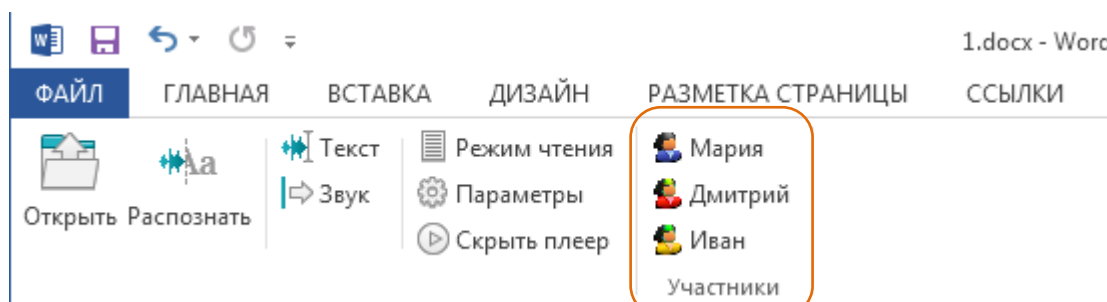 1.docx - Word
ФАЙЛ ГЛАВНАЯ ВСТАВКА ДИЗАЙН РАЗМЕТКА СТРАНИЦЫ ССЫЛКИ
Открыть
Aa
Распознать
Текст
Звук
Режим чтения
Параметры
Скрыть плеер
Мария
Дмитрий
Иван
Участники